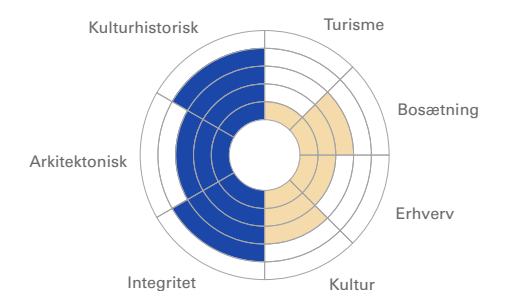 Kulturhistorisk
Turisme
Bosætning
Arkitektonisk
Erhverv
Integritet
Kultur